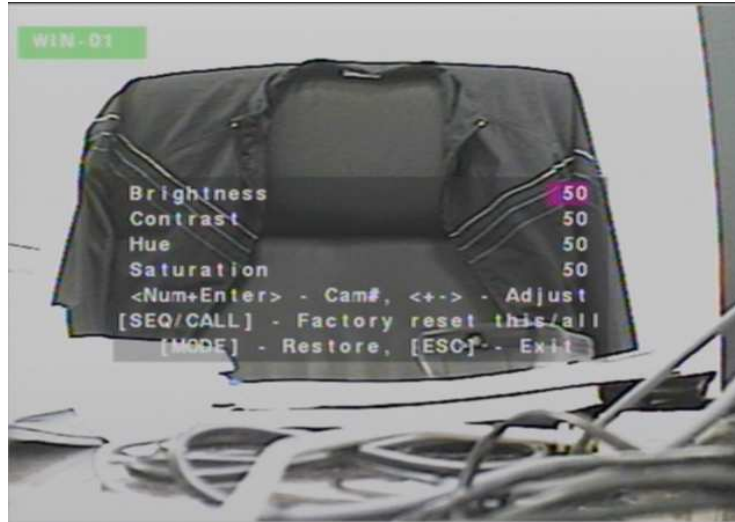 WIN-01
Brightness 50
Contrast 50
Hue 50
Saturation 50
<Num+Enter> - Cam#, <+-> - Adjust
[SEQ/CALL] - Factory reset this/all
[MODE] - Restore, [ESC] - Exit